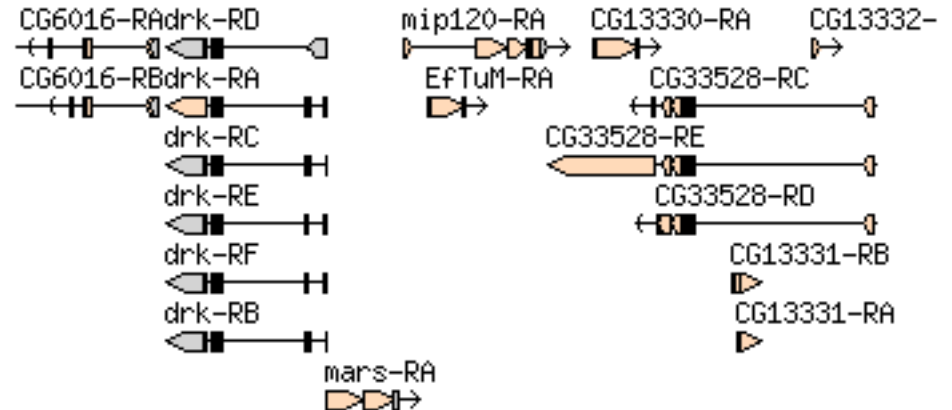 CG6016-RAdrk-RD mip120-RA CG13330-RA CG13332-
CG6016-RBdrk-RA EfTuM-RA CG33528-RC
drk-RC CG33528-RE
drk-RE CG33528-RD
drk-RF CG13331-RB
drk-RB CG13331-RA
mars-RA